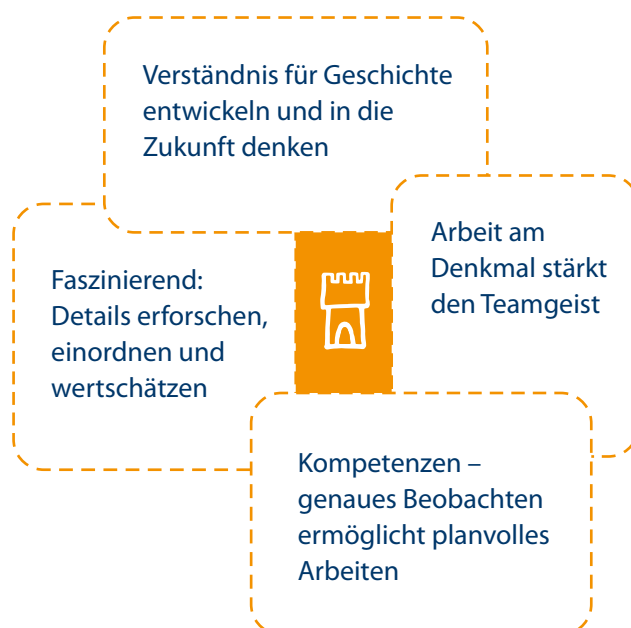 Verständnis für Geschichte
entwickeln und in die
Zukunft denken
Arbeit am
Denkmal stärkt
den Teamgeist
Faszinierend:
Details erforschen,
einordnen und
wertschätzen
Kompetenzen –
genaues Beobachten
ermöglicht planvolles
Arbeiten